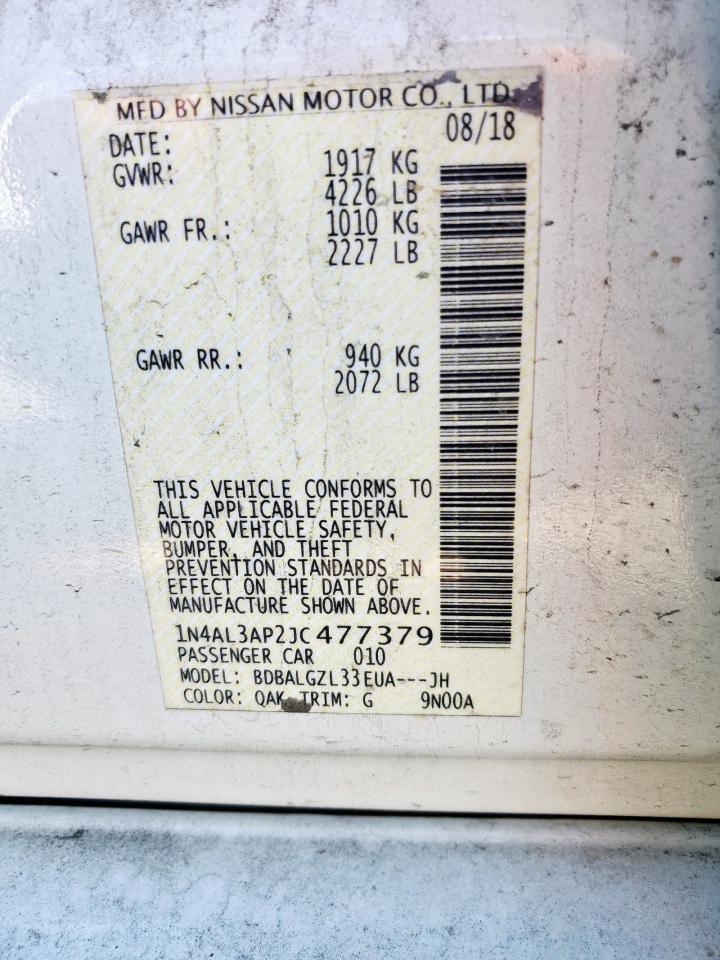 MFD BY NISSAN MOTOR CO., LTD.
DATE: 08/18
GVWR: 1917 KG
4226 LB
GAWR FR.: 1010 KG
2227 LB
GAWR RR.: 940 KG
2072 LB
THIS VEHICLE CONFORMS TO
ALL APPLICABLE FEDERAL
MOTOR VEHICLE SAFETY,
BUMPER, AND THEFT
PREVENTION STANDARDS IN
EFFECT ON THE DATE OF
MANUFACTURE SHOWN ABOVE.
1N4AL3AP2JC477379
PASSENGER CAR 010
MODEL: BDBALGZL33EUA---JH
COLOR: QAK TRIM: G 9N00A